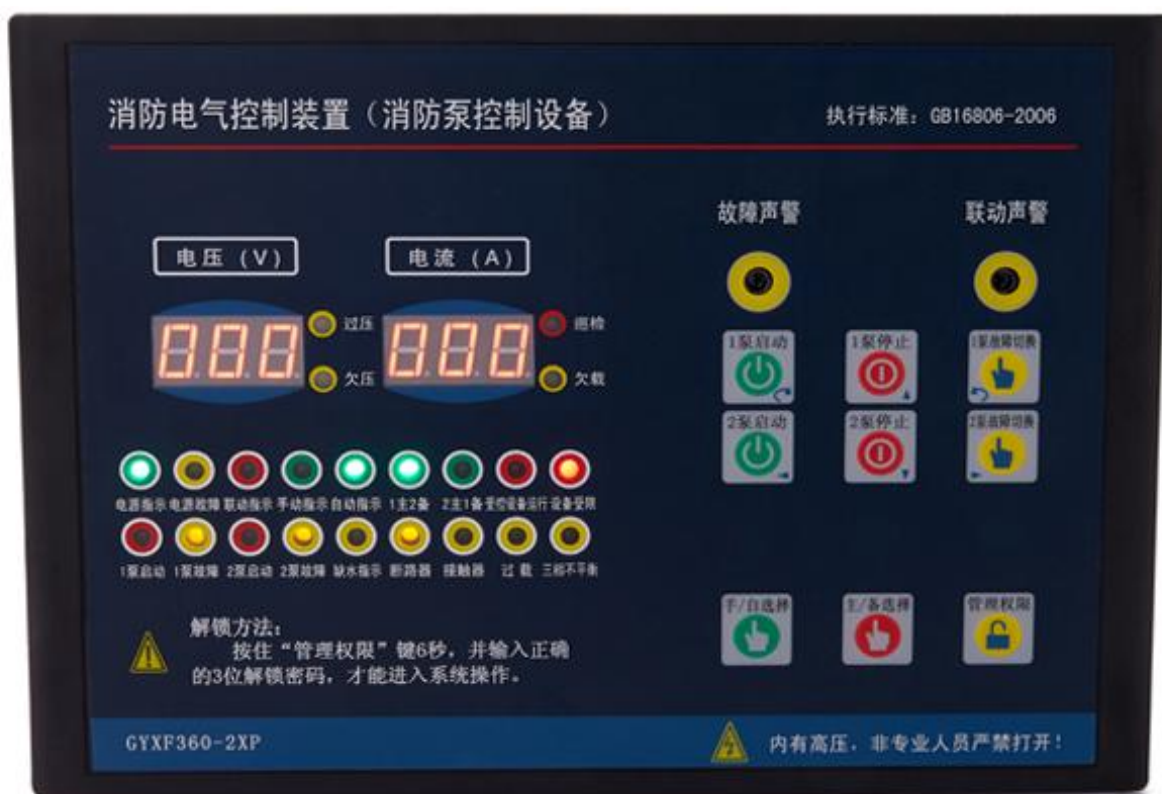 消防电气控制装置（消防泵控制设备）
执行标准：GB16806-2006
故障声警 联动声警
电压（V） 电流（A）
000 过压 000 巡检
欠压 欠载
1泵启动 1泵停止 1泵故障切换
2泵启动 2泵停止 2泵故障切换
电源指示 电源故障 联动指示 手动指示 自动指示 1主2备 2主1备 受控设备运行 设备受限
1泵启动 1泵故障 2泵启动 2泵故障 缺水指示 断路器 接触器 过载 三相不平衡
手/自选择 主/备选择 管理权限
解锁方法：
按住“管理权限”键6秒，并输入正确
的3位解锁密码，才能进入系统操作。
GYXF360-2XP
内有高压，非专业人员严禁打开！